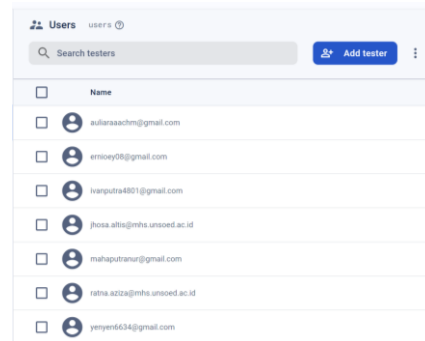 Users users
Search testers Add tester
Name
auliaraaachm@gmail.com
ernioey08@gmail.com
ivanputra4801@gmail.com
jhosa.altis@mhs.unsoed.ac.id
mahaputranur@gmail.com
ratna.aziza@mhs.unsoed.ac.id
yenyen6634@gmail.com